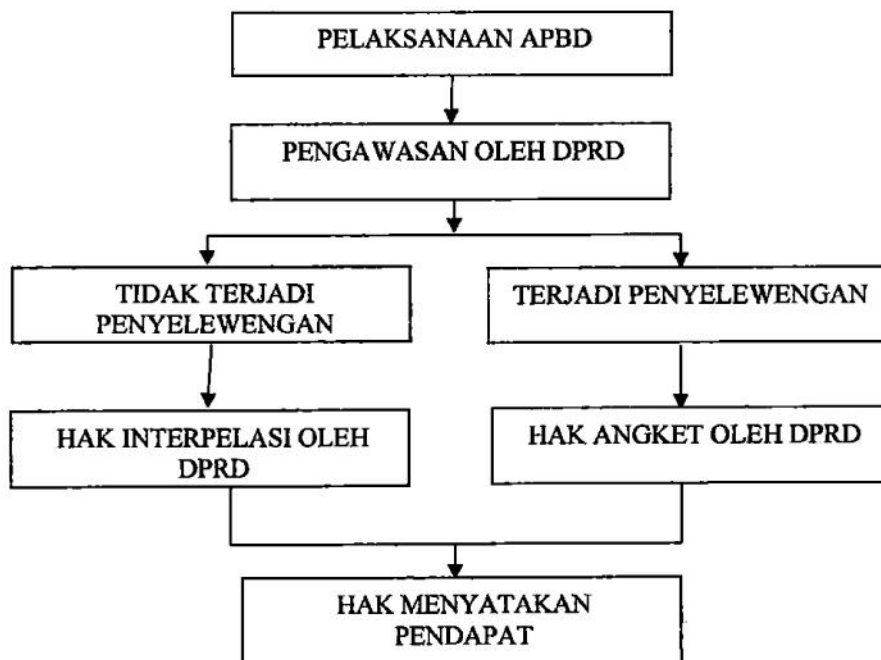 PELAKSANAAN APBD
PENGAWASAN OLEH DPRD
TIDAK TERJADI
PENYELEWENGAN
TERJADI PENYELEWENGAN
HAK INTERPELASI OLEH
DPRD
HAK ANGKET OLEH DPRD
HAK MENYATAKAN
PENDAPAT